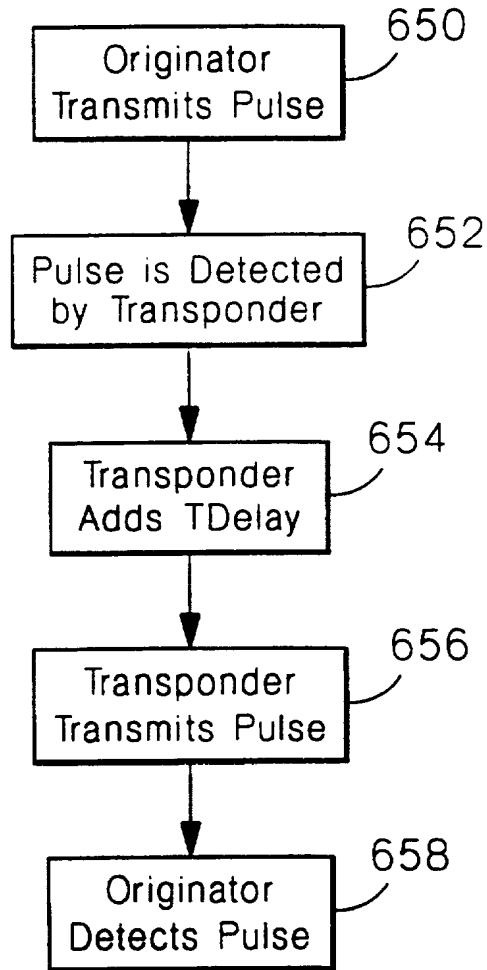 650
Originator
Transmits Pulse
652
Pulse is Detected
by Transponder
654
Transponder
Adds TDelay
656
Transponder
Transmits Pulse
658
Originator
Detects Pulse